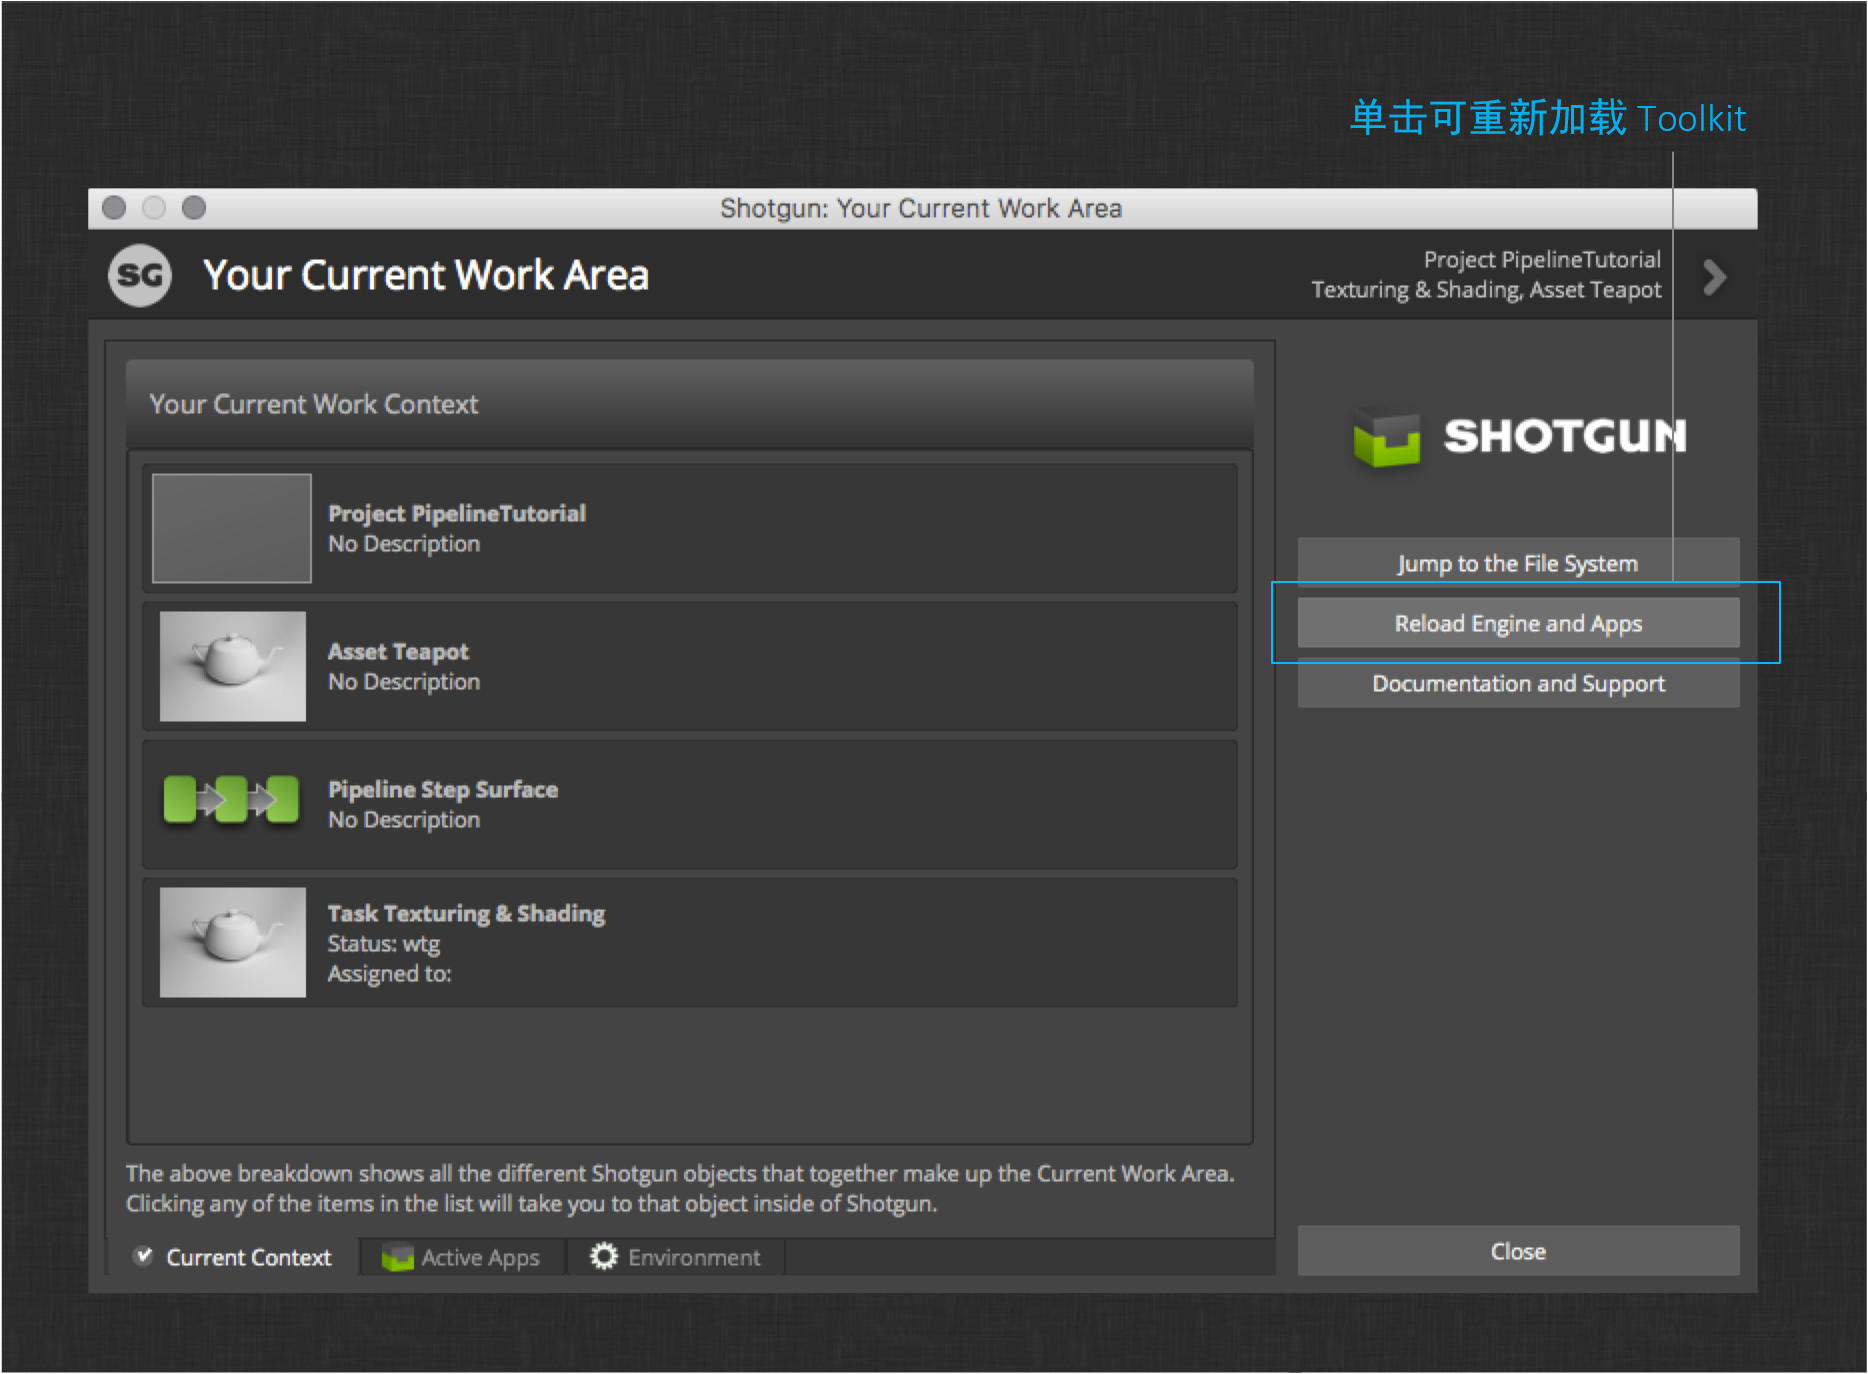 单击可重新加载 Toolkit
Shotgun: Your Current Work Area
SG
Your Current Work Area
Project PipelineTutorial
Texturing & Shading, Asset Teapot
Your Current Work Context
Project PipelineTutorial
No Description
Asset Teapot
No Description
Pipeline Step Surface
No Description
Task Texturing & Shading
Status: wtg
Assigned to:
The above breakdown shows all the different Shotgun objects that together make up the Current Work Area.
Clicking any of the items in the list will take you to that object inside of Shotgun.
Current Context
Active Apps
Environment
SHOTGUN
Jump to the File System
Reload Engine and Apps
Documentation and Support
Close